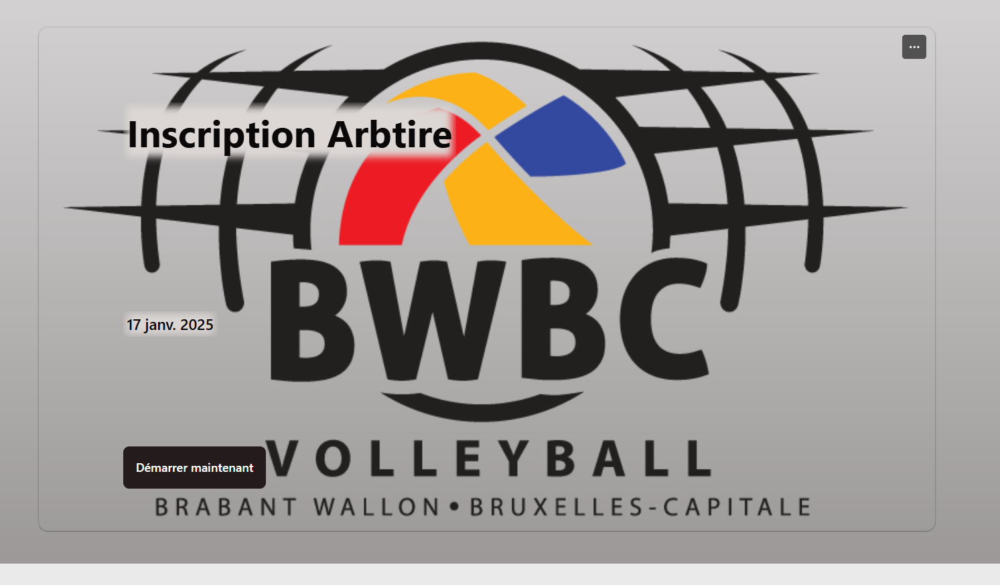 Inscription Arbtire
BWBC
17 janv. 2025
VOLLEYBALL
Démarrer maintenant
BRABANT WALLON•BRUXELLES-CAPITALE